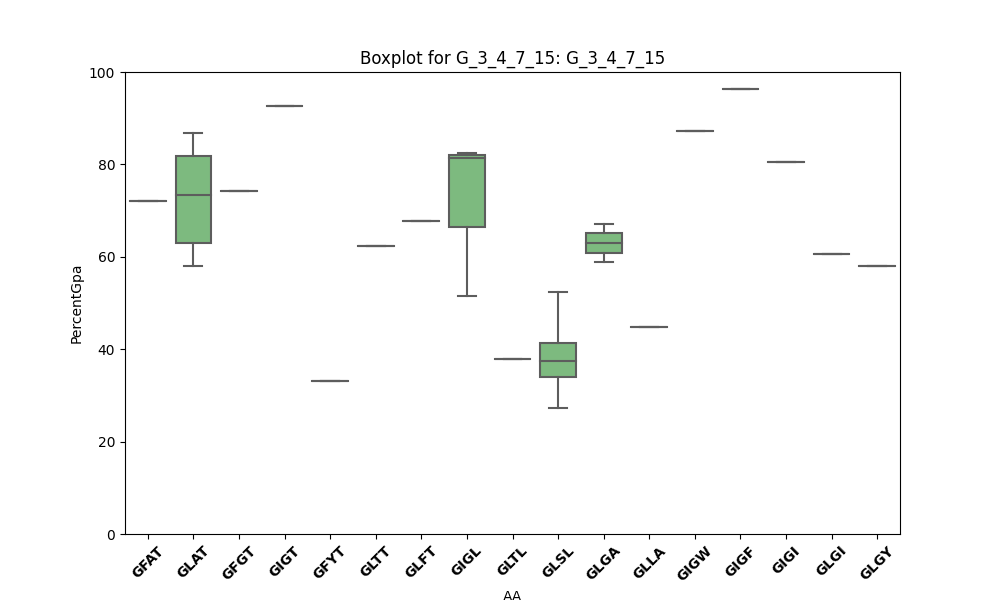 Boxplot for G_3_4_7_15: G_3_4_7_15
100
80
60
40
20
0
PercentGpa
GFAT GLAT GFGT GIGT GFYT GLTT GLFT GIGL GLTL GLSL GLGA GLLA GIGW GIGF GIGI GLGI GLGY
AA